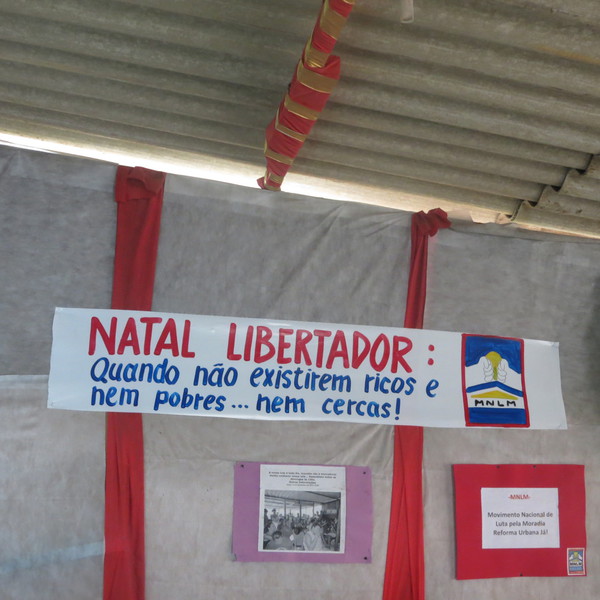 NATAL LIBERTADOR:
Quando não existirem ricos e
nem pobres... nem cercas!
MNLM
-MNLM-
Movimento Nacional de
Luta pela Moradia
Reforma Urbana Já!